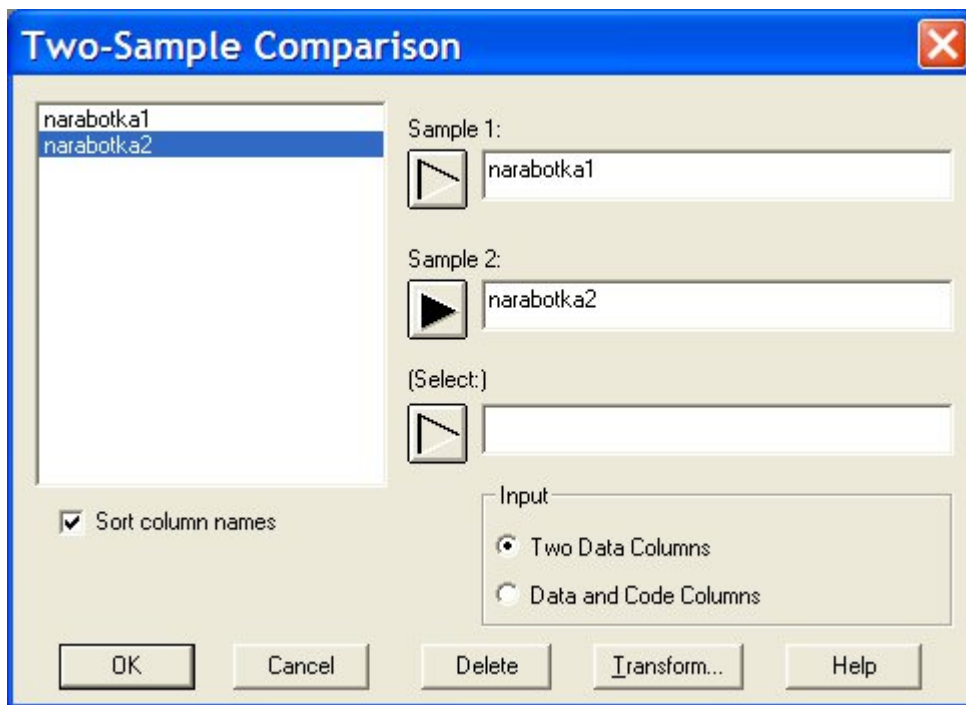 Two-Sample Comparison
narabotka1
narabotka2
Sort column names
Sample 1:
narabotka1
Sample 2:
narabotka2
(Select:)
Input
Two Data Columns
Data and Code Columns
OK
Cancel
Delete
Transform...
Help